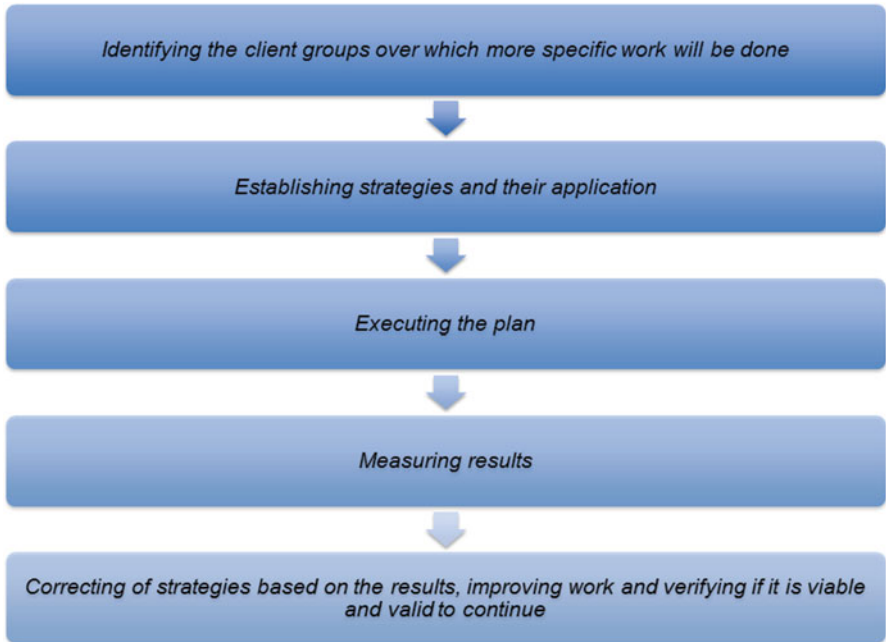 Identifying the client groups over which more specific work will be done
Establishing strategies and their application
Executing the plan
Measuring results
Correcting of strategies based on the results, improving work and verifying if it is viable
and valid to continue